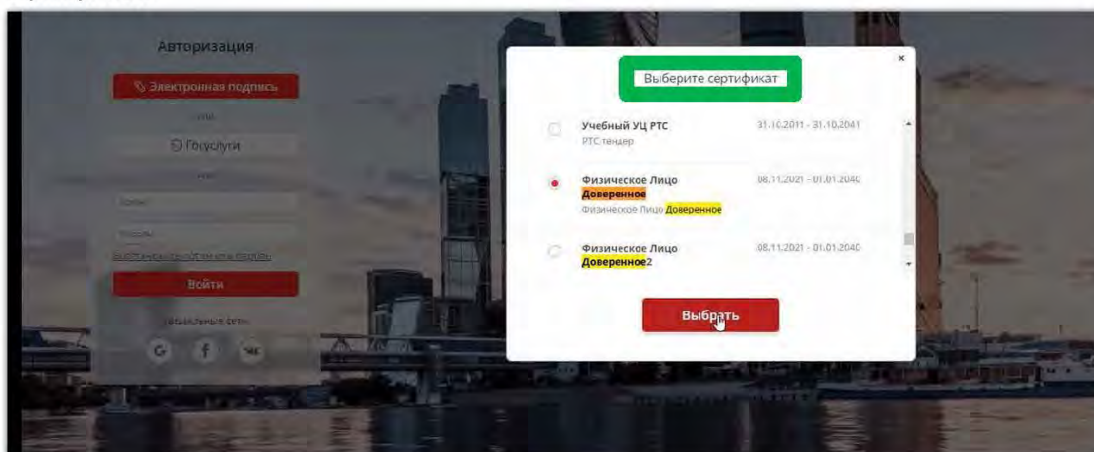 Авторизация
Электронная подпись
Госуслуги
Войти
Выберите сертификат
×
Учебный УЦ РТС
31.10.2011 - 31.10.2041
РТС-тендер
Физическое Лицо
08.11.2021 - 01.01.2040
Доверенное
Физическое Лицо Доверенное
Физическое Лицо
08.11.2021 - 01.01.2040
Доверенное2
Выбрать